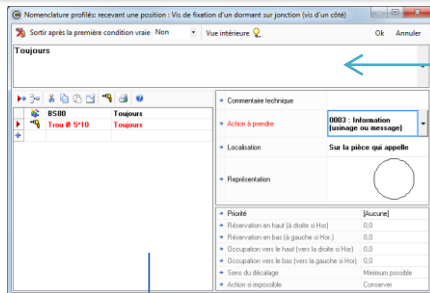 Nomenclature profilés: recevant une position : Vis de fixation d'un dormant sur jonction (vis d'un côté)
Sortir après la première condition vraie Non Vue intérieure Ok Annuler
Toujours
BS80 Toujours
Trou Ø 5*10 Toujours
Commentaire technique
Action à prendre 0003 : Information (usinage ou message)
Localisation Sur la pièce qui appelle
Représentation
Priorité [Aucune]
Réservation en haut (à droite si Hor) 0,0
Réservation en bas (à gauche si Hor.) 0,0
Occupation vers le haut (vers la droite si Hor) 0,0
Occupation vers le bas (vers la gauche si Hor) 0,0
Sens du décalage Minimum possible
Action si impossible Conserver